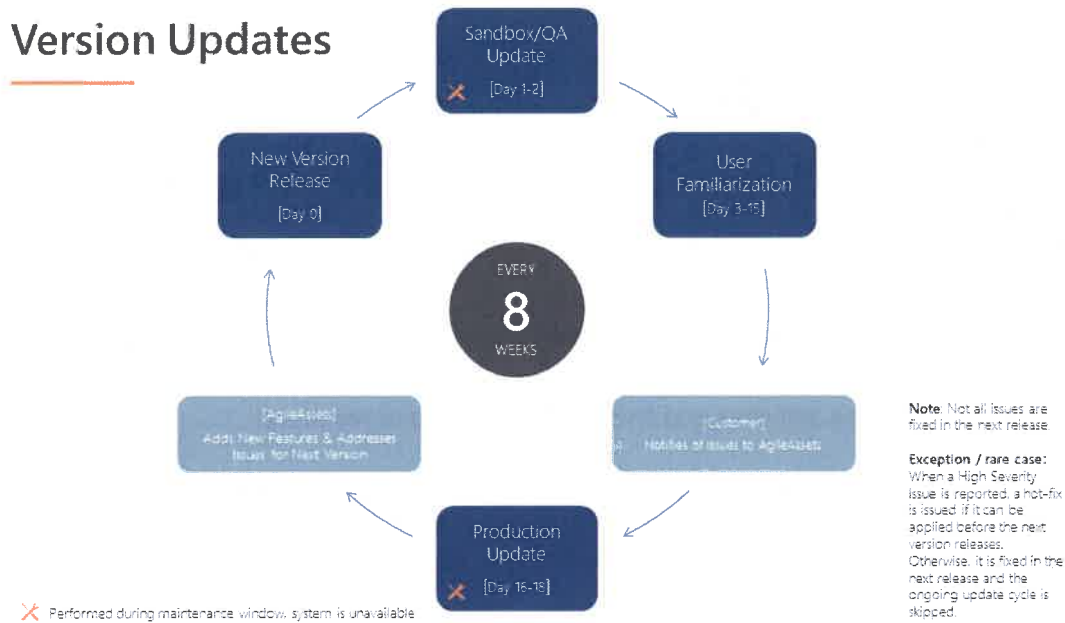 Version Updates
Sandbox/QA
Update
[Day 1-2]
New Version
Release
[Day 0]
User
Familiarization
[Day 3-15]
EVERY
8
WEEKS
[AgileAssets]
Adds New Features & Addresses
Issues for Next Version
[Customer]
Notifies of Issues to AgileAssets
Production
Update
[Day 16-18]
Note: Not all issues are
fixed in the next release.
Exception / rare case:
When a High Severity
issue is reported, a hot-fix
is issued if it can be
applied before the next
version releases.
Otherwise, it is fixed in the
next release and the
ongoing update cycle is
skipped.
Performed during maintenance window, system is unavailable